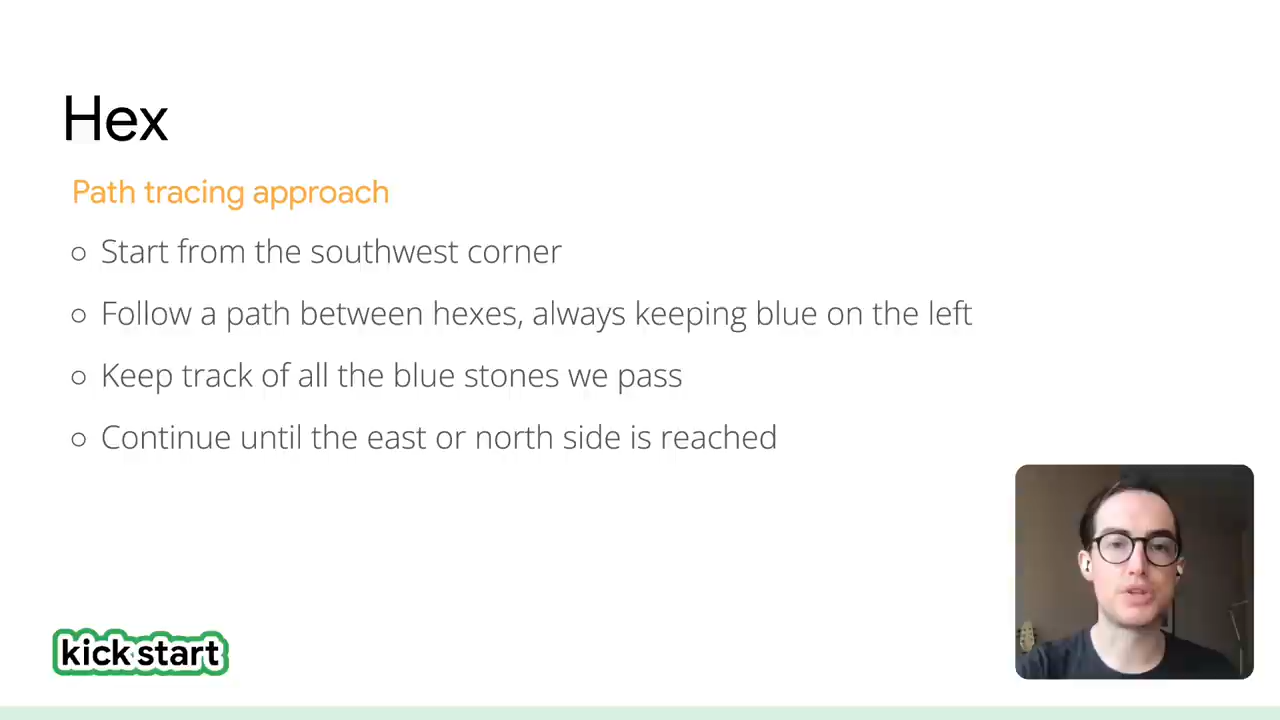 Hex
Path tracing approach
Start from the southwest corner
Follow a path between hexes, always keeping blue on the left
Keep track of all the blue stones we pass
Continue until the east or north side is reached
kick start